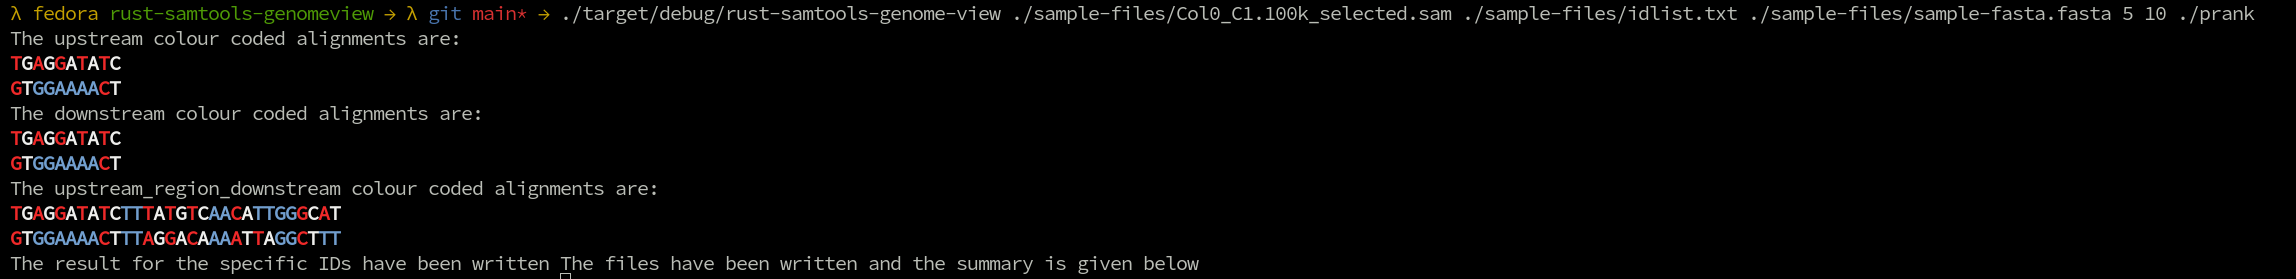 λ fedora rust-samtools-genomeview → λ git main* → ./target/debug/rust-samtools-genome-view ./sample-files/Col0_C1.100k_selected.sam ./sample-files/idlist.txt ./sample-files/sample-fasta.fasta 5 10 ./prank
The upstream colour coded alignments are:
TGAGGATATC
GTGGAAAACT
The downstream colour coded alignments are:
TGAGGATATC
GTGGAAAACT
The upstream_region_downstream colour coded alignments are:
TGAGGATATCTTTATGTCAACATTGGGCAT
GTGGAAAACTTTAGGACAAAATTAGGCTTT
The result for the specific IDs have been written The files have been written and the summary is given below